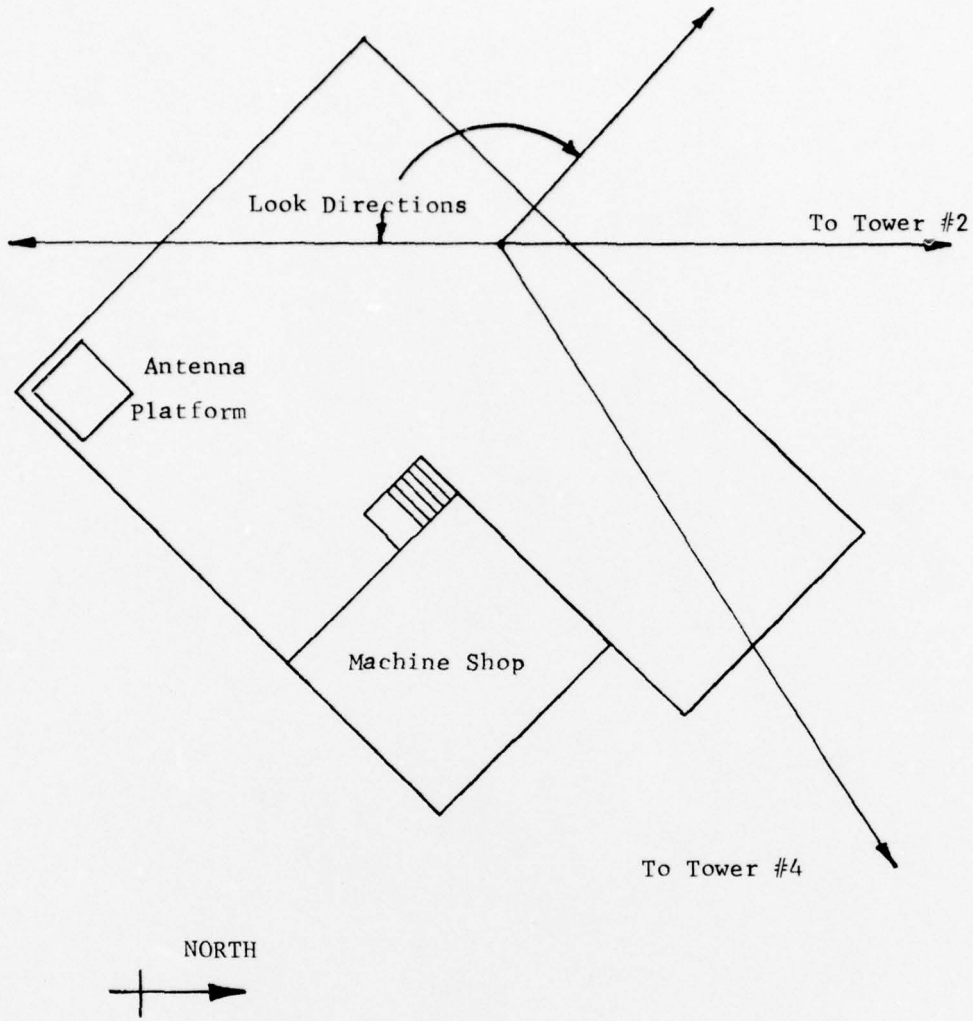 Look Directions
To Tower #2
Antenna
Platform
Machine Shop
To Tower #4
NORTH